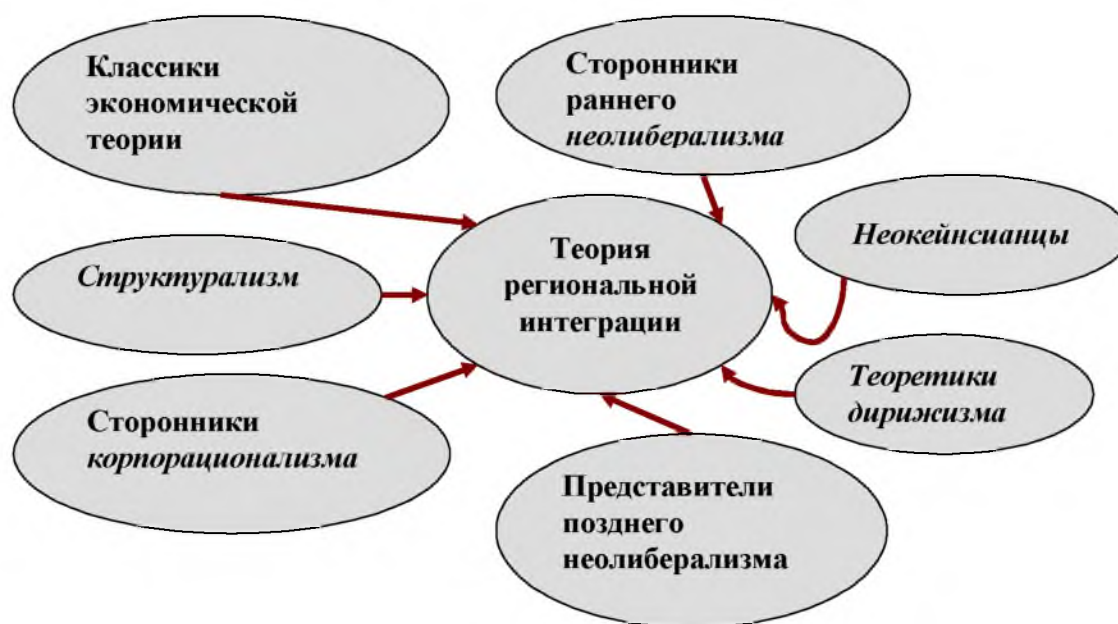 Классики
экономической
теории
Сторонники
раннего
неолиберализма
Неокейнсианцы
Структурализм
Теория
региональной
интеграции
Теоретики
дирижизма
Сторонники
корпорационализма
Представители
позднего
неолиберализма